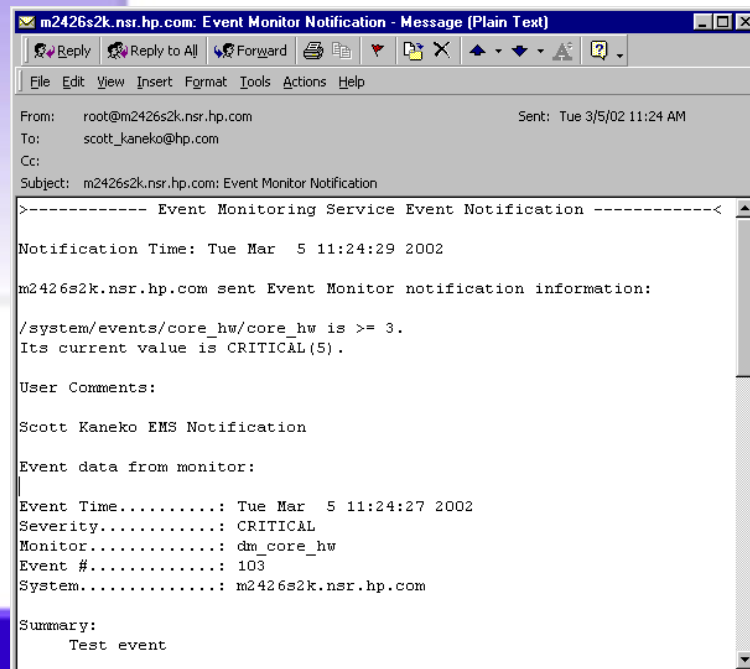 m2426s2k.nsr.hp.com: Event Monitor Notification - Message (Plain Text)
Reply Reply to All Forward
File Edit View Insert Format Tools Actions Help
From: root@m2426s2k.nsr.hp.com Sent: Tue 3/5/02 11:24 AM
To: scott_kaneko@hp.com
Cc:
Subject: m2426s2k.nsr.hp.com: Event Monitor Notification
>------------ Event Monitoring Service Event Notification ------------<
Notification Time: Tue Mar  5 11:24:29 2002
m2426s2k.nsr.hp.com sent Event Monitor notification information:
/system/events/core_hw/core_hw is >= 3.
Its current value is CRITICAL(5).
User Comments:
Scott Kaneko EMS Notification
Event data from monitor:
Event Time..........: Tue Mar  5 11:24:27 2002
Severity............: CRITICAL
Monitor.............: dm_core_hw
Event #.............: 103
System..............: m2426s2k.nsr.hp.com
Summary:
     Test event